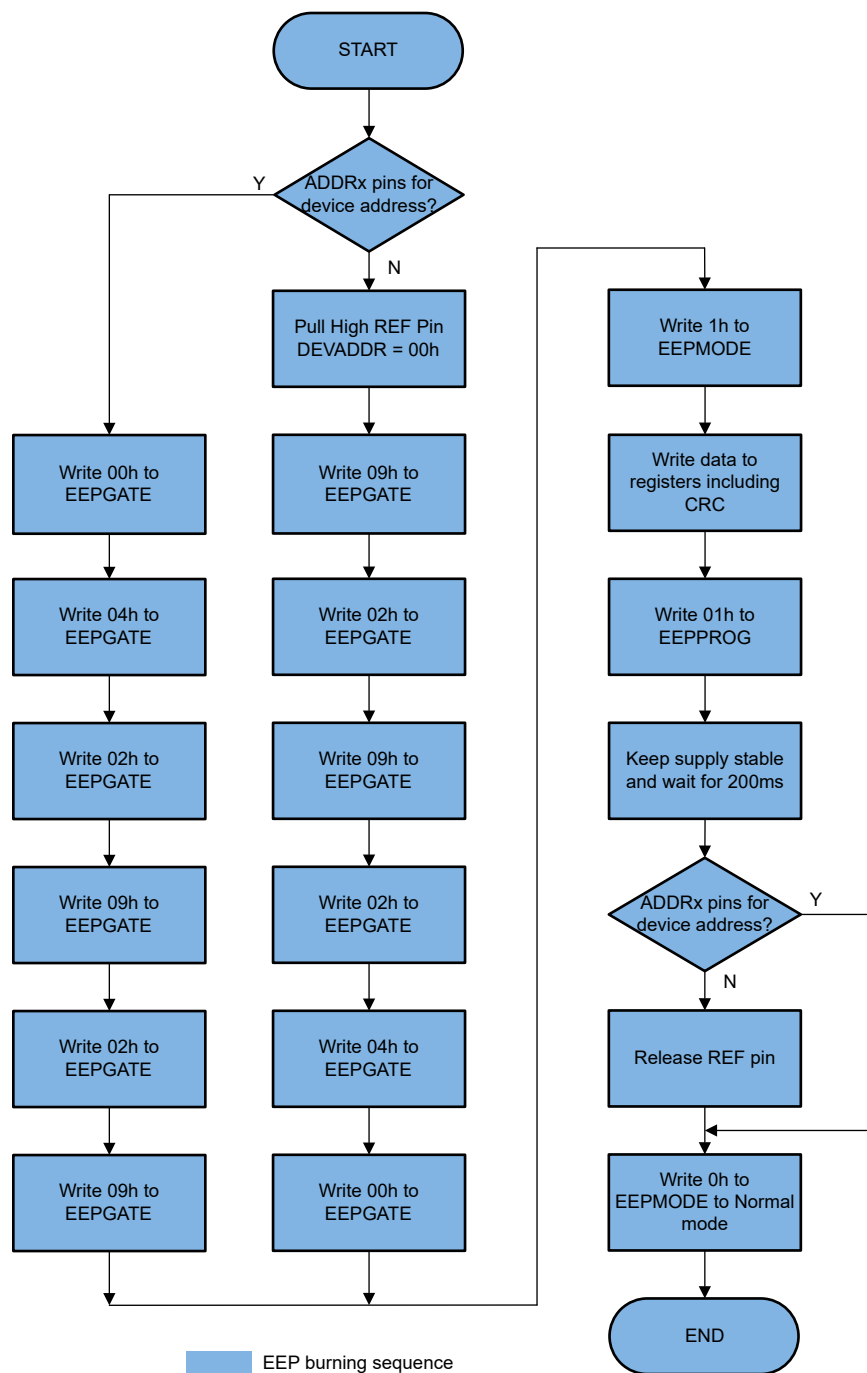 START
ADDRx pins for
device address?
Y
N
Pull High REF Pin
DEVADDR = 00h
Write 00h to
EEPGATE
Write 04h to
EEPGATE
Write 02h to
EEPGATE
Write 09h to
EEPGATE
Write 02h to
EEPGATE
Write 09h to
EEPGATE
Write 09h to
EEPGATE
Write 02h to
EEPGATE
Write 09h to
EEPGATE
Write 02h to
EEPGATE
Write 04h to
EEPGATE
Write 00h to
EEPGATE
Write 1h to
EEPMODE
Write data to
registers including
CRC
Write 01h to
EEPPROG
Keep supply stable
and wait for 200ms
ADDRx pins for
device address?
Y
N
Release REF pin
Write 0h to
EEPMODE to Normal
mode
END
EEP burning sequence